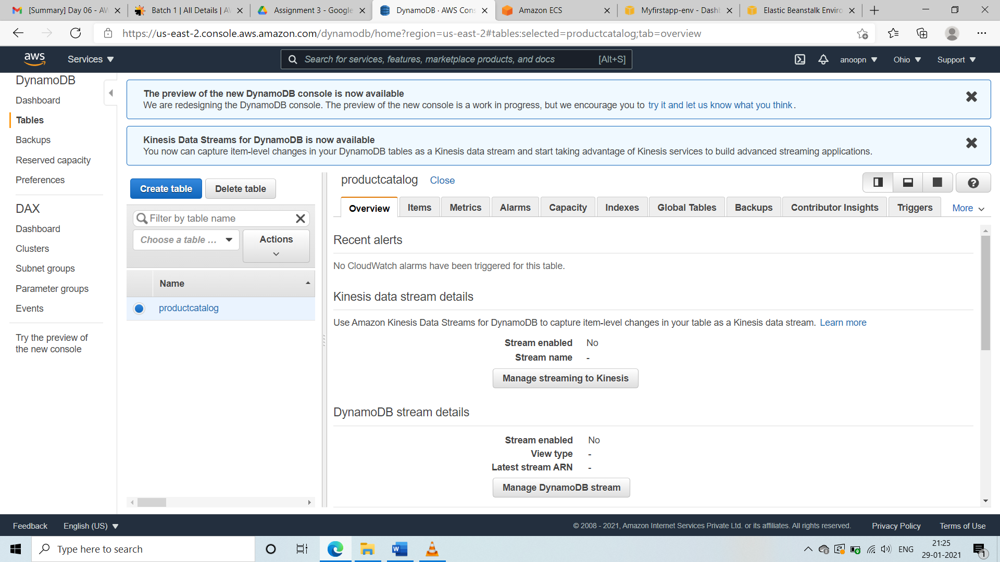 [Summary] Day 06 - AW
Batch 1 | All Details | AW
Assignment 3 - Google
DynamoDB · AWS Cons
Amazon ECS
Myfirstapp-env - Dash
Elastic Beanstalk Enviro
https://us-east-2.console.aws.amazon.com/dynamodb/home?region=us-east-2#tables:selected=productcatalog;tab=overview
aws
Services
Search for services, features, marketplace products, and docs
[Alt+S]
anoopn
Ohio
Support
DynamoDB
Dashboard
Tables
Backups
Reserved capacity
Preferences
DAX
Dashboard
Clusters
Subnet groups
Parameter groups
Events
Try the preview of
the new console
The preview of the new DynamoDB console is now available
We are redesigning the DynamoDB console. The preview of the new console is a work in progress, but we encourage you to try it and let us know what you think.
Kinesis Data Streams for DynamoDB is now available
You now can capture item-level changes in your DynamoDB tables as a Kinesis data stream and start taking advantage of Kinesis services to build advanced streaming applications.
Create table
Delete table
Filter by table name
Choose a table ...
Actions
Name
productcatalog
productcatalog
Close
Overview
Items
Metrics
Alarms
Capacity
Indexes
Global Tables
Backups
Contributor Insights
Triggers
More
Recent alerts
No CloudWatch alarms have been triggered for this table.
Kinesis data stream details
Use Amazon Kinesis Data Streams for DynamoDB to capture item-level changes in your table as a Kinesis data stream. Learn more
Stream enabled No
Stream name -
Manage streaming to Kinesis
DynamoDB stream details
Stream enabled No
View type -
Latest stream ARN -
Manage DynamoDB stream
Feedback
English (US)
© 2008 - 2021, Amazon Internet Services Private Ltd. or its affiliates. All rights reserved.
Privacy Policy
Terms of Use
Type here to search
ENG
21:25
29-01-2021
1